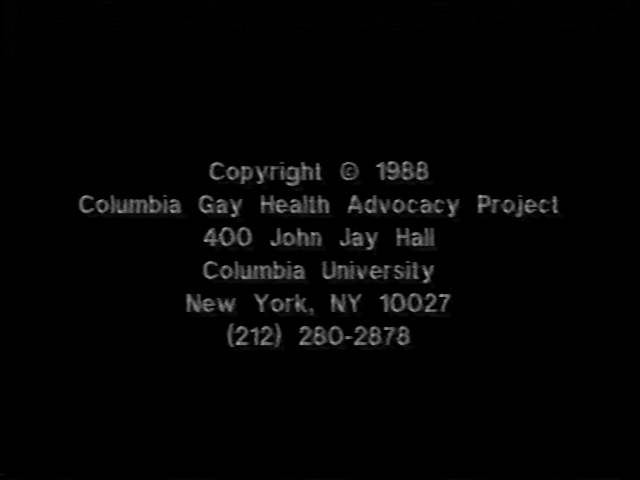 Copyright © 1988
Columbia Gay Health Advocacy Project
400 John Jay Hall
Columbia University
New York, NY 10027
(212) 280-2878